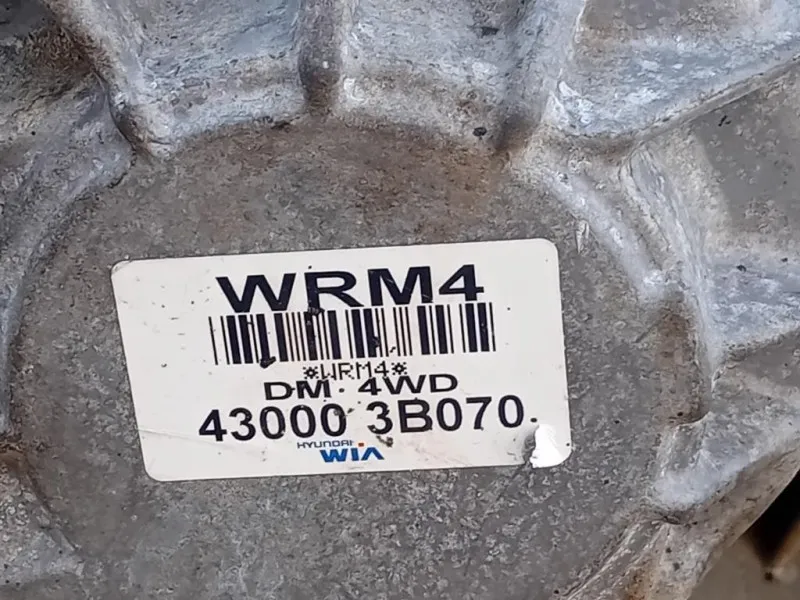 WRM4
*WRM4*
DM 4WD
43000 3B070
HYUNDAI
WIA